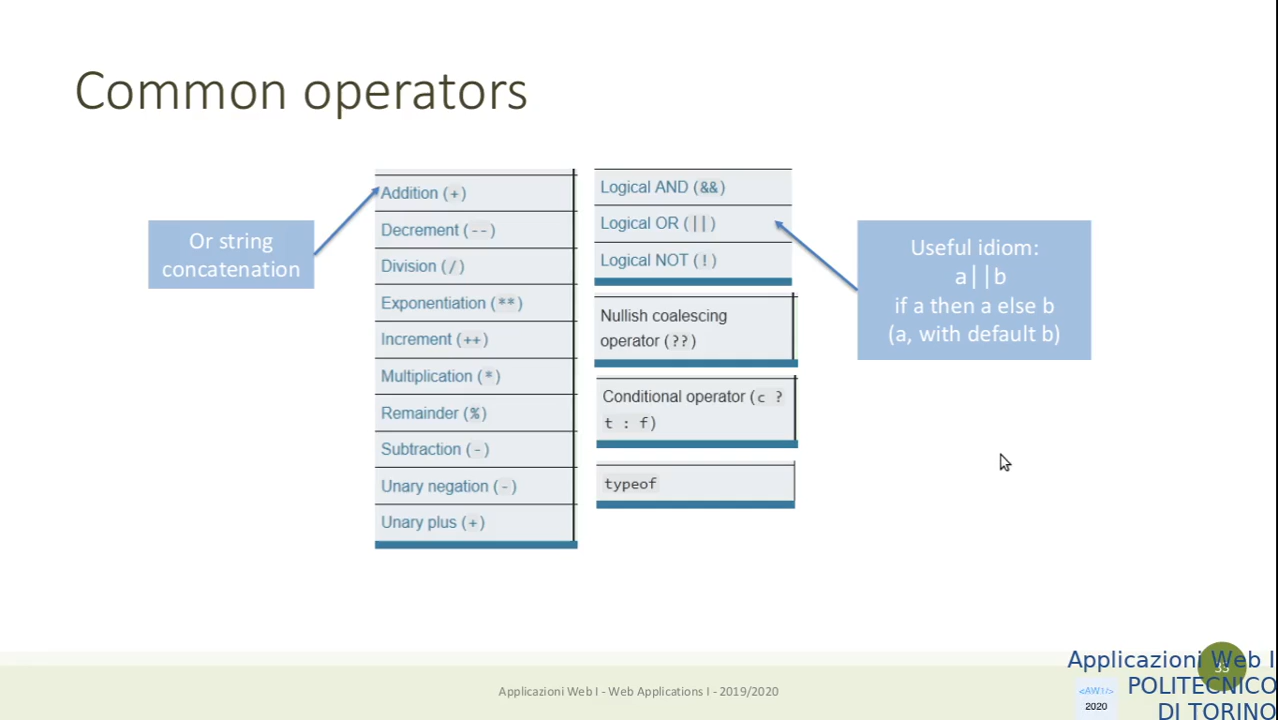 Common operators
Or string
concatenation
Addition (+)
Decrement (--)
Division (/)
Exponentiation (**)
Increment (++)
Multiplication (*)
Remainder (%)
Subtraction (-)
Unary negation (-)
Unary plus (+)
Logical AND (&&)
Logical OR (||)
Logical NOT (!)
Nullish coalescing
operator (??)
Conditional operator (c ?
t : f)
typeof
Useful idiom:
a||b
if a then a else b
(a, with default b)
Applicazioni Web I - Web Applications I - 2019/2020
33
Applicazioni Web I
POLITECNICO
DI TORINO
<AW1/>
2020